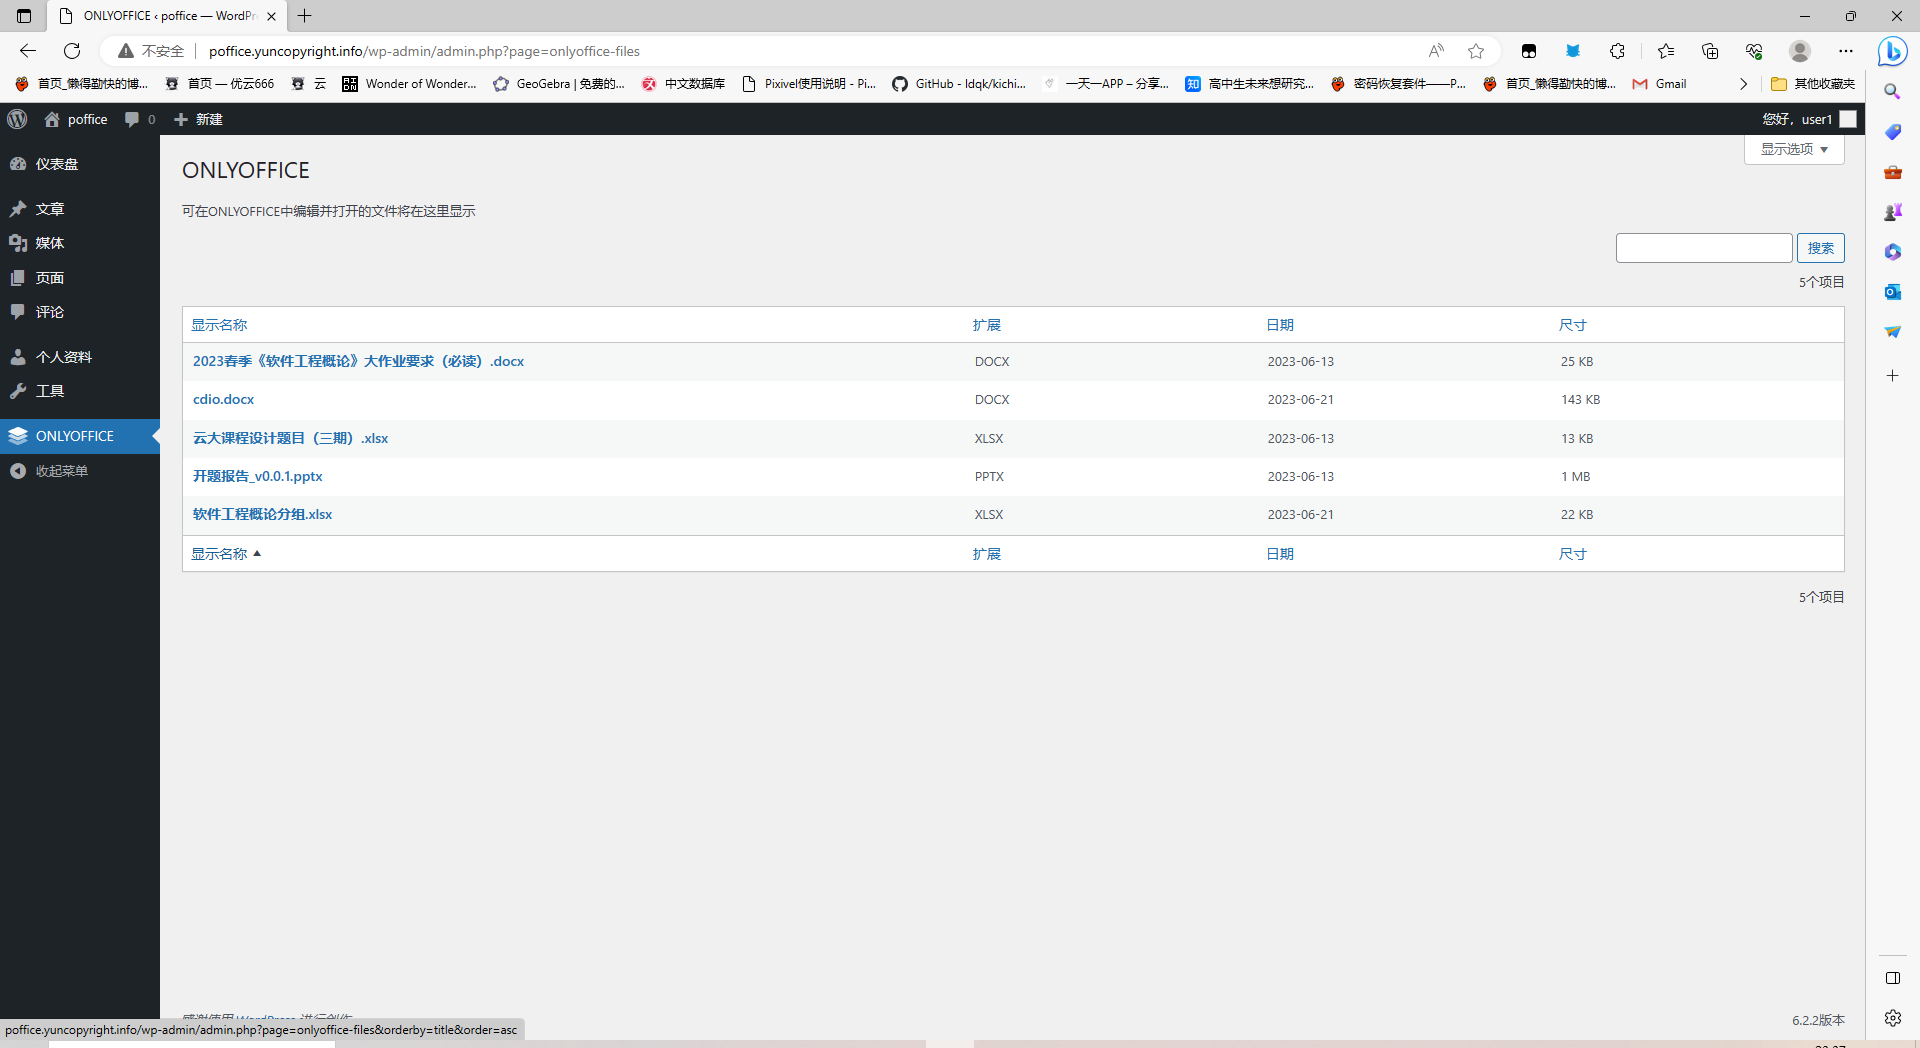 ONLYOFFICE ‹ poffice — WordPr
不安全 poffice.yuncopyright.info/wp-admin/admin.php?page=onlyoffice-files
首页_懒得勤快的博... 首页 — 优云666 云 Wonder of Wonder... GeoGebra | 免费的... 中文数据库 Pixivel使用说明 - Pi... GitHub - ldqk/kichi... 一天一APP – 分享... 高中生未来想研究... 密码恢复套件——P... 首页_懒得勤快的博... Gmail 其他收藏夹
poffice 0 新建 您好，user1
仪表盘
文章
媒体
页面
评论
个人资料
工具
ONLYOFFICE
收起菜单
显示选项
ONLYOFFICE
可在ONLYOFFICE中编辑并打开的文件将在这里显示
搜索
5个项目
显示名称 扩展 日期 尺寸
2023春季《软件工程概论》大作业要求（必读）.docx DOCX 2023-06-13 25 KB
cdio.docx DOCX 2023-06-21 143 KB
云大课程设计题目（三期）.xlsx XLSX 2023-06-13 13 KB
开题报告_v0.0.1.pptx PPTX 2023-06-13 1 MB
软件工程概论分组.xlsx XLSX 2023-06-21 22 KB
显示名称 扩展 日期 尺寸
5个项目
感谢使用 WordPress 进行创作
6.2.2版本
poffice.yuncopyright.info/wp-admin/admin.php?page=onlyoffice-files&orderby=title&order=asc